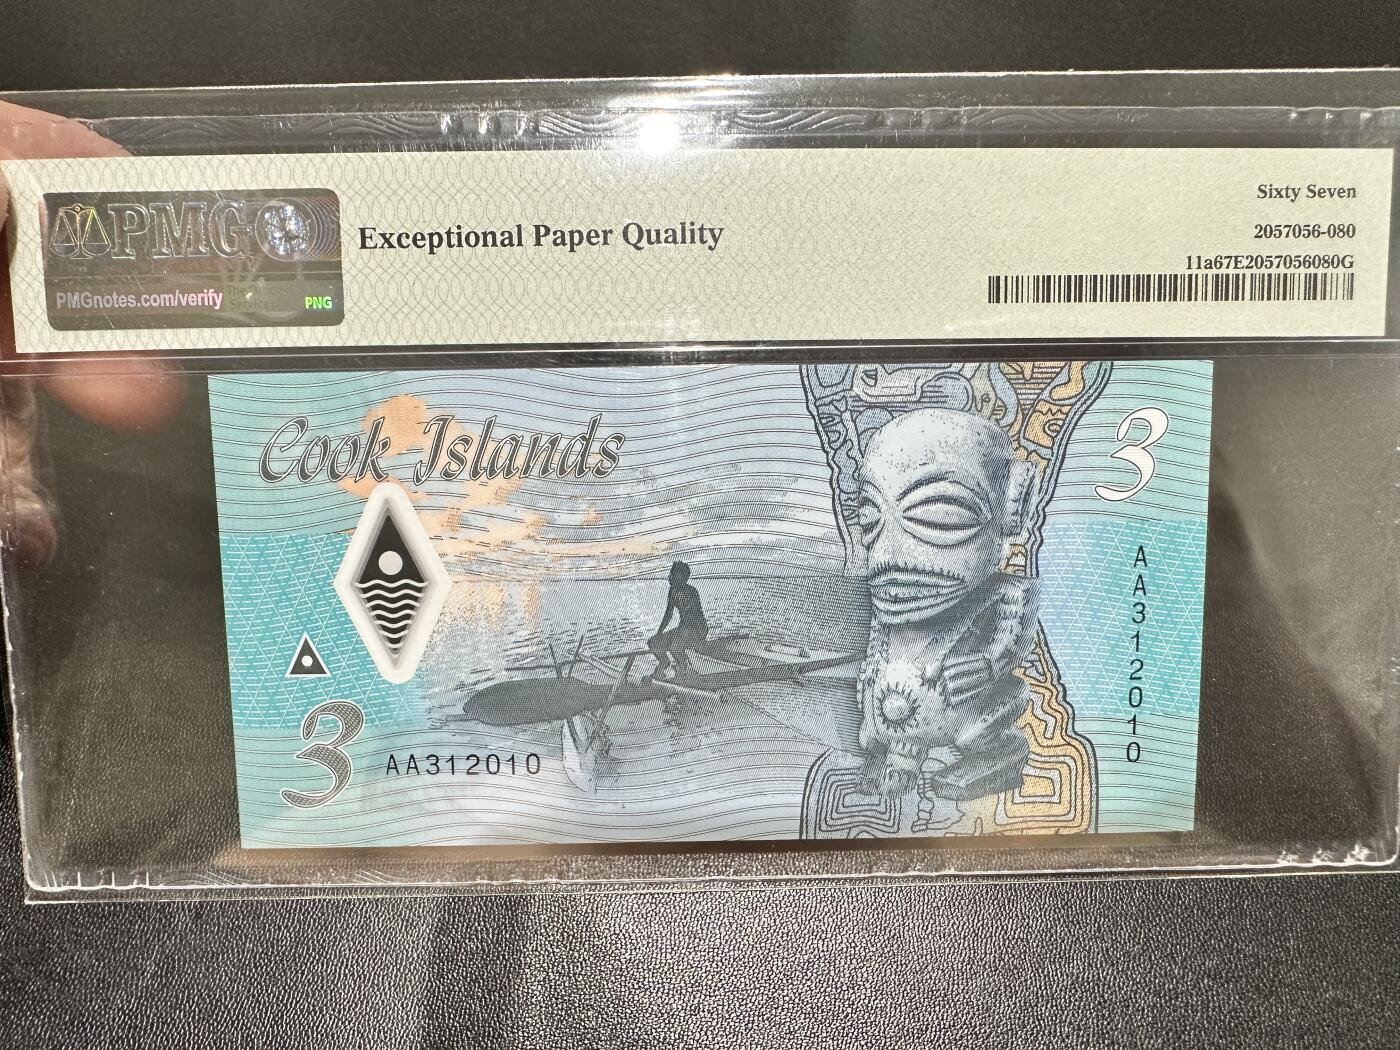 PMG
PMGnotes.com/verify
PNG
Exceptional Paper Quality
Sixty Seven
2057056-080
11a67E2057056080G
Cook Islands
3
AA312010
3
AA312010